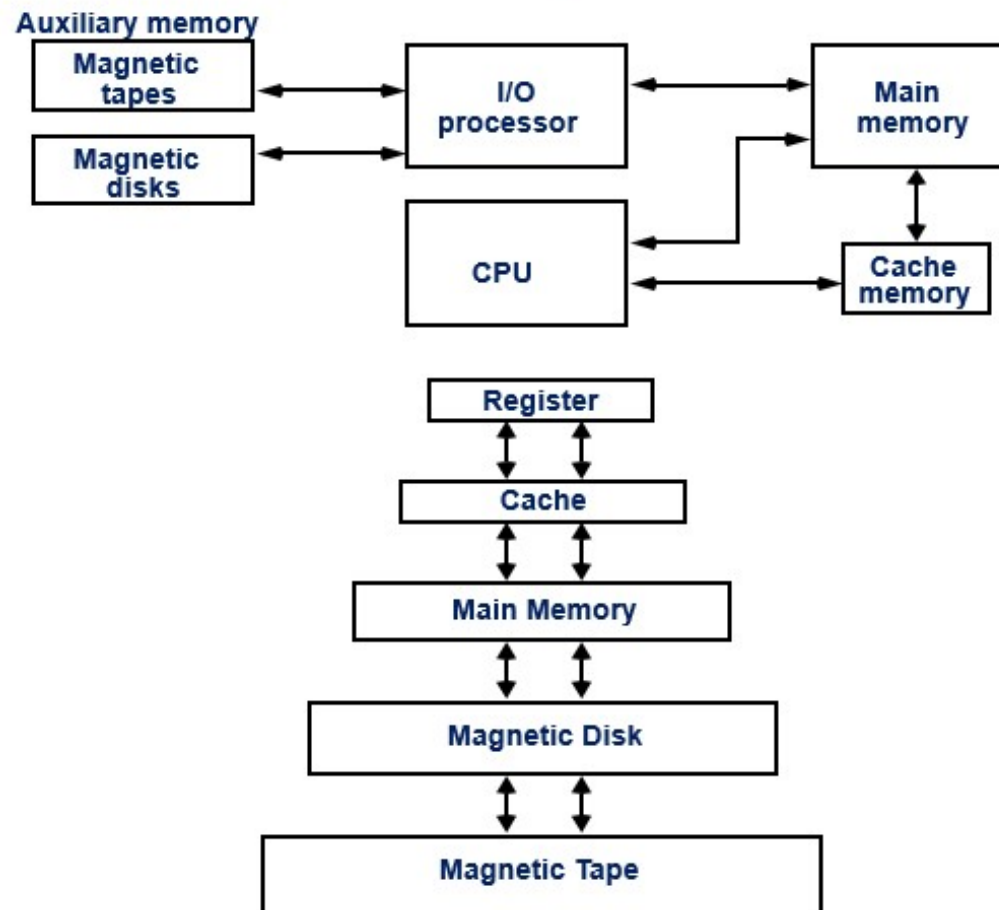 Auxiliary memory
Magnetic
tapes
I/O
processor
Main
memory
Magnetic
disks
CPU
Cache
memory
Register
Cache
Main Memory
Magnetic Disk
Magnetic Tape